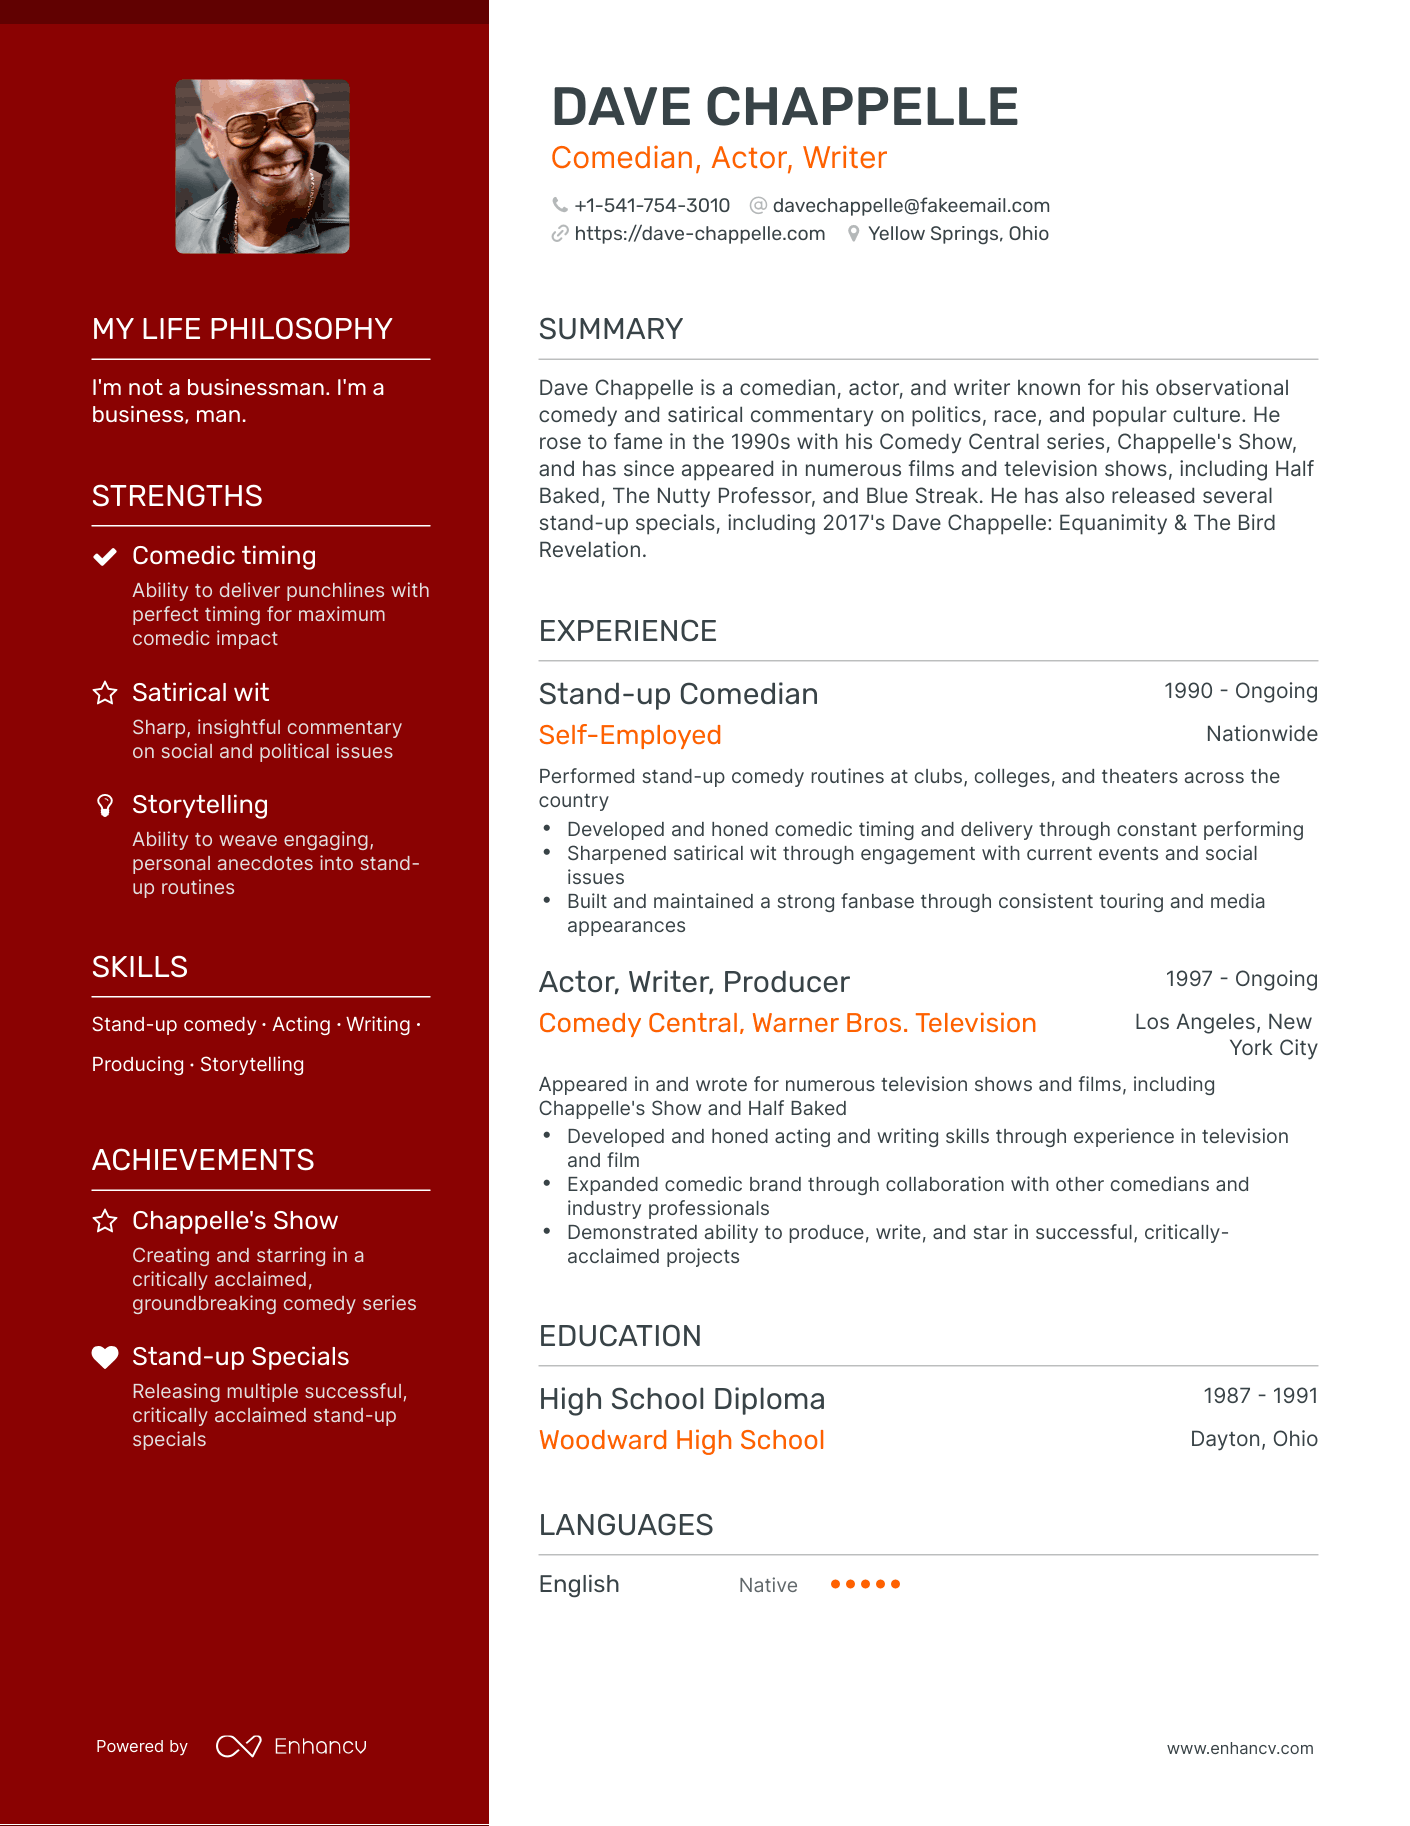 DAVE CHAPPELLE
Comedian, Actor, Writer
+1-541-754-3010 davechappelle@fakeemail.com
https://dave-chappelle.com Yellow Springs, Ohio
MY LIFE PHILOSOPHY
I'm not a businessman. I'm a
business, man.
STRENGTHS
Comedic timing
Ability to deliver punchlines with
perfect timing for maximum
comedic impact
Satirical wit
Sharp, insightful commentary
on social and political issues
Storytelling
Ability to weave engaging,
personal anecdotes into stand-
up routines
SKILLS
Stand-up comedy · Acting · Writing ·
Producing · Storytelling
ACHIEVEMENTS
Chappelle's Show
Creating and starring in a
critically acclaimed,
groundbreaking comedy series
Stand-up Specials
Releasing multiple successful,
critically acclaimed stand-up
specials
SUMMARY
Dave Chappelle is a comedian, actor, and writer known for his observational
comedy and satirical commentary on politics, race, and popular culture. He
rose to fame in the 1990s with his Comedy Central series, Chappelle's Show,
and has since appeared in numerous films and television shows, including Half
Baked, The Nutty Professor, and Blue Streak. He has also released several
stand-up specials, including 2017's Dave Chappelle: Equanimity & The Bird
Revelation.
EXPERIENCE
Stand-up Comedian 1990 - Ongoing
Self-Employed Nationwide
Performed stand-up comedy routines at clubs, colleges, and theaters across the
country
• Developed and honed comedic timing and delivery through constant performing
• Sharpened satirical wit through engagement with current events and social
issues
• Built and maintained a strong fanbase through consistent touring and media
appearances
Actor, Writer, Producer 1997 - Ongoing
Comedy Central, Warner Bros. Television Los Angeles, New
York City
Appeared in and wrote for numerous television shows and films, including
Chappelle's Show and Half Baked
• Developed and honed acting and writing skills through experience in television
and film
• Expanded comedic brand through collaboration with other comedians and
industry professionals
• Demonstrated ability to produce, write, and star in successful, critically-
acclaimed projects
EDUCATION
High School Diploma 1987 - 1991
Woodward High School Dayton, Ohio
LANGUAGES
English Native
Powered by Enhancv
www.enhancv.com